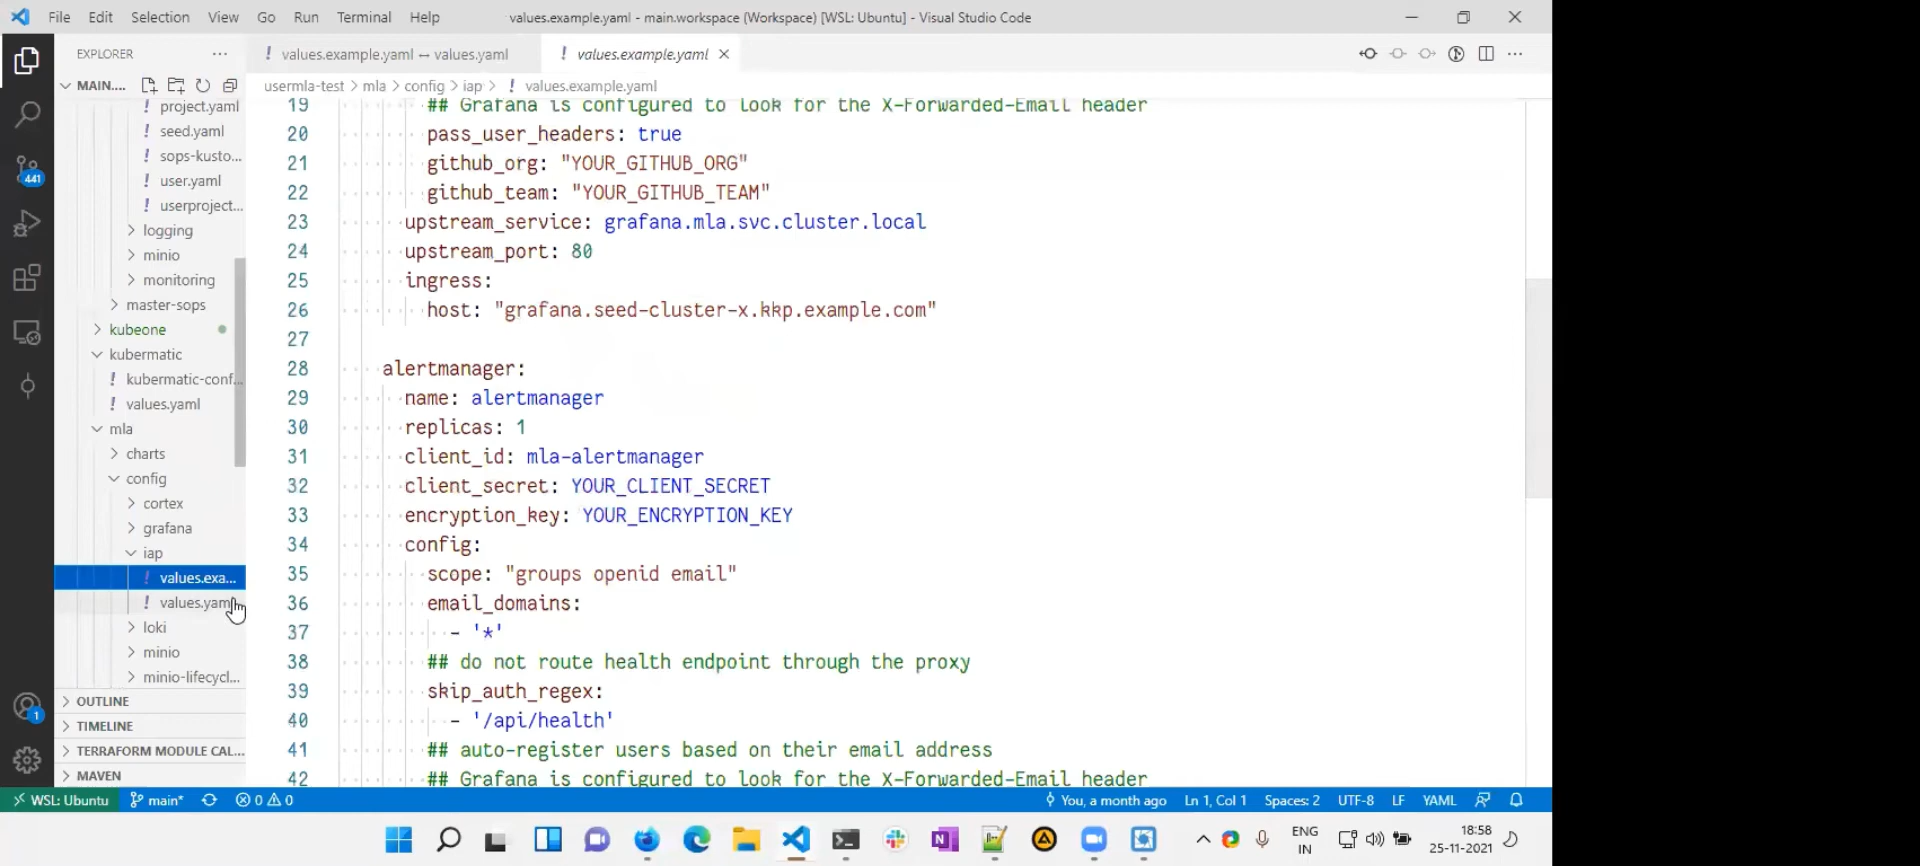 File Edit Selection View Go Run Terminal Help values.example.yaml - main.workspace (Workspace) [WSL: Ubuntu] - Visual Studio Code
EXPLORER ···
! values.example.yaml ↔ values.yaml
! values.example.yaml ×
MAIN....
usermla-test > mla > config > iap > ! values.example.yaml
! project.yaml
! seed.yaml
! sops-kusto...
! user.yaml
! userproject...
> logging
> minio
> monitoring
> master-sops
> kubeone
kubermatic
! kubermatic-conf...
! values.yaml
mla
> charts
config
> cortex
> grafana
iap
! values.exa...
! values.yaml
> loki
> minio
> minio-lifecycl...
> OUTLINE
> TIMELINE
> TERRAFORM MODULE CAL...
> MAVEN
441
1
19 ## Grafana is configured to look for the X-Forwarded-Email header
20 pass_user_headers: true
21 github_org: "YOUR_GITHUB_ORG"
22 github_team: "YOUR_GITHUB_TEAM"
23 upstream_service: grafana.mla.svc.cluster.local
24 upstream_port: 80
25 ingress:
26 host: "grafana.seed-cluster-x.kkp.example.com"
27
28 alertmanager:
29 name: alertmanager
30 replicas: 1
31 client_id: mla-alertmanager
32 client_secret: YOUR_CLIENT_SECRET
33 encryption_key: YOUR_ENCRYPTION_KEY
34 config:
35 scope: "groups openid email"
36 email_domains:
37 - '*'
38 ## do not route health endpoint through the proxy
39 skip_auth_regex:
40 - '/api/health'
41 ## auto-register users based on their email address
42 ## Grafana is configured to look for the X-Forwarded-Email header
WSL: Ubuntu main* 0 0 You, a month ago Ln 1, Col 1 Spaces: 2 UTF-8 LF YAML
ENG
IN
18:58
25-11-2021